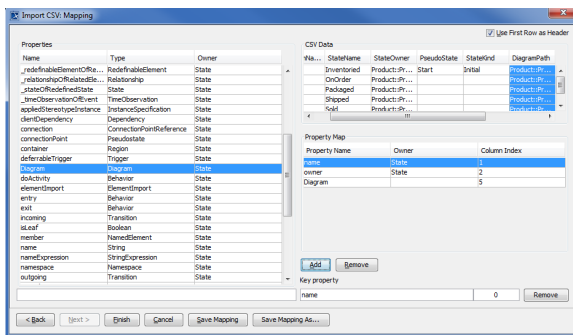 Import CSV: Mapping
Use First Row as Header
Properties
Name Type Owner
_redefinableElementOfRe... RedefinableElement State
_relationshipOfRelatedEle... Relationship State
_stateOfRedefinedState State State
_timeObservationOfEvent TimeObservation State
appliedStereotypeInstance InstanceSpecification State
clientDependency Dependency State
connection ConnectionPointReference State
connectionPoint Pseudostate State
container Region State
deferrableTrigger Trigger State
Diagram Diagram State
doActivity Behavior State
elementImport ElementImport State
entry Behavior State
exit Behavior State
incoming Transition State
isLeaf Boolean State
member NamedElement State
name String State
nameExpression StringExpression State
namespace Namespace State
outgoing Transition State
CSV Data
StateName StateOwner PseudoState StateKind DiagramPath
Inventoried Product::Pr... Start Initial Product::Pr...
OnOrder Product::Pr... Product::Pr...
Packaged Product::Pr... Product::Pr...
Shipped Product::Pr... Product::Pr...
Sold Product::Pr... Product::Pr...
Property Map
Property Name Owner Column Index
name State 1
owner State 2
Diagram 5
Add Remove
Key property
name 0 Remove
< Back Next > Finish Cancel Save Mapping Save Mapping As...